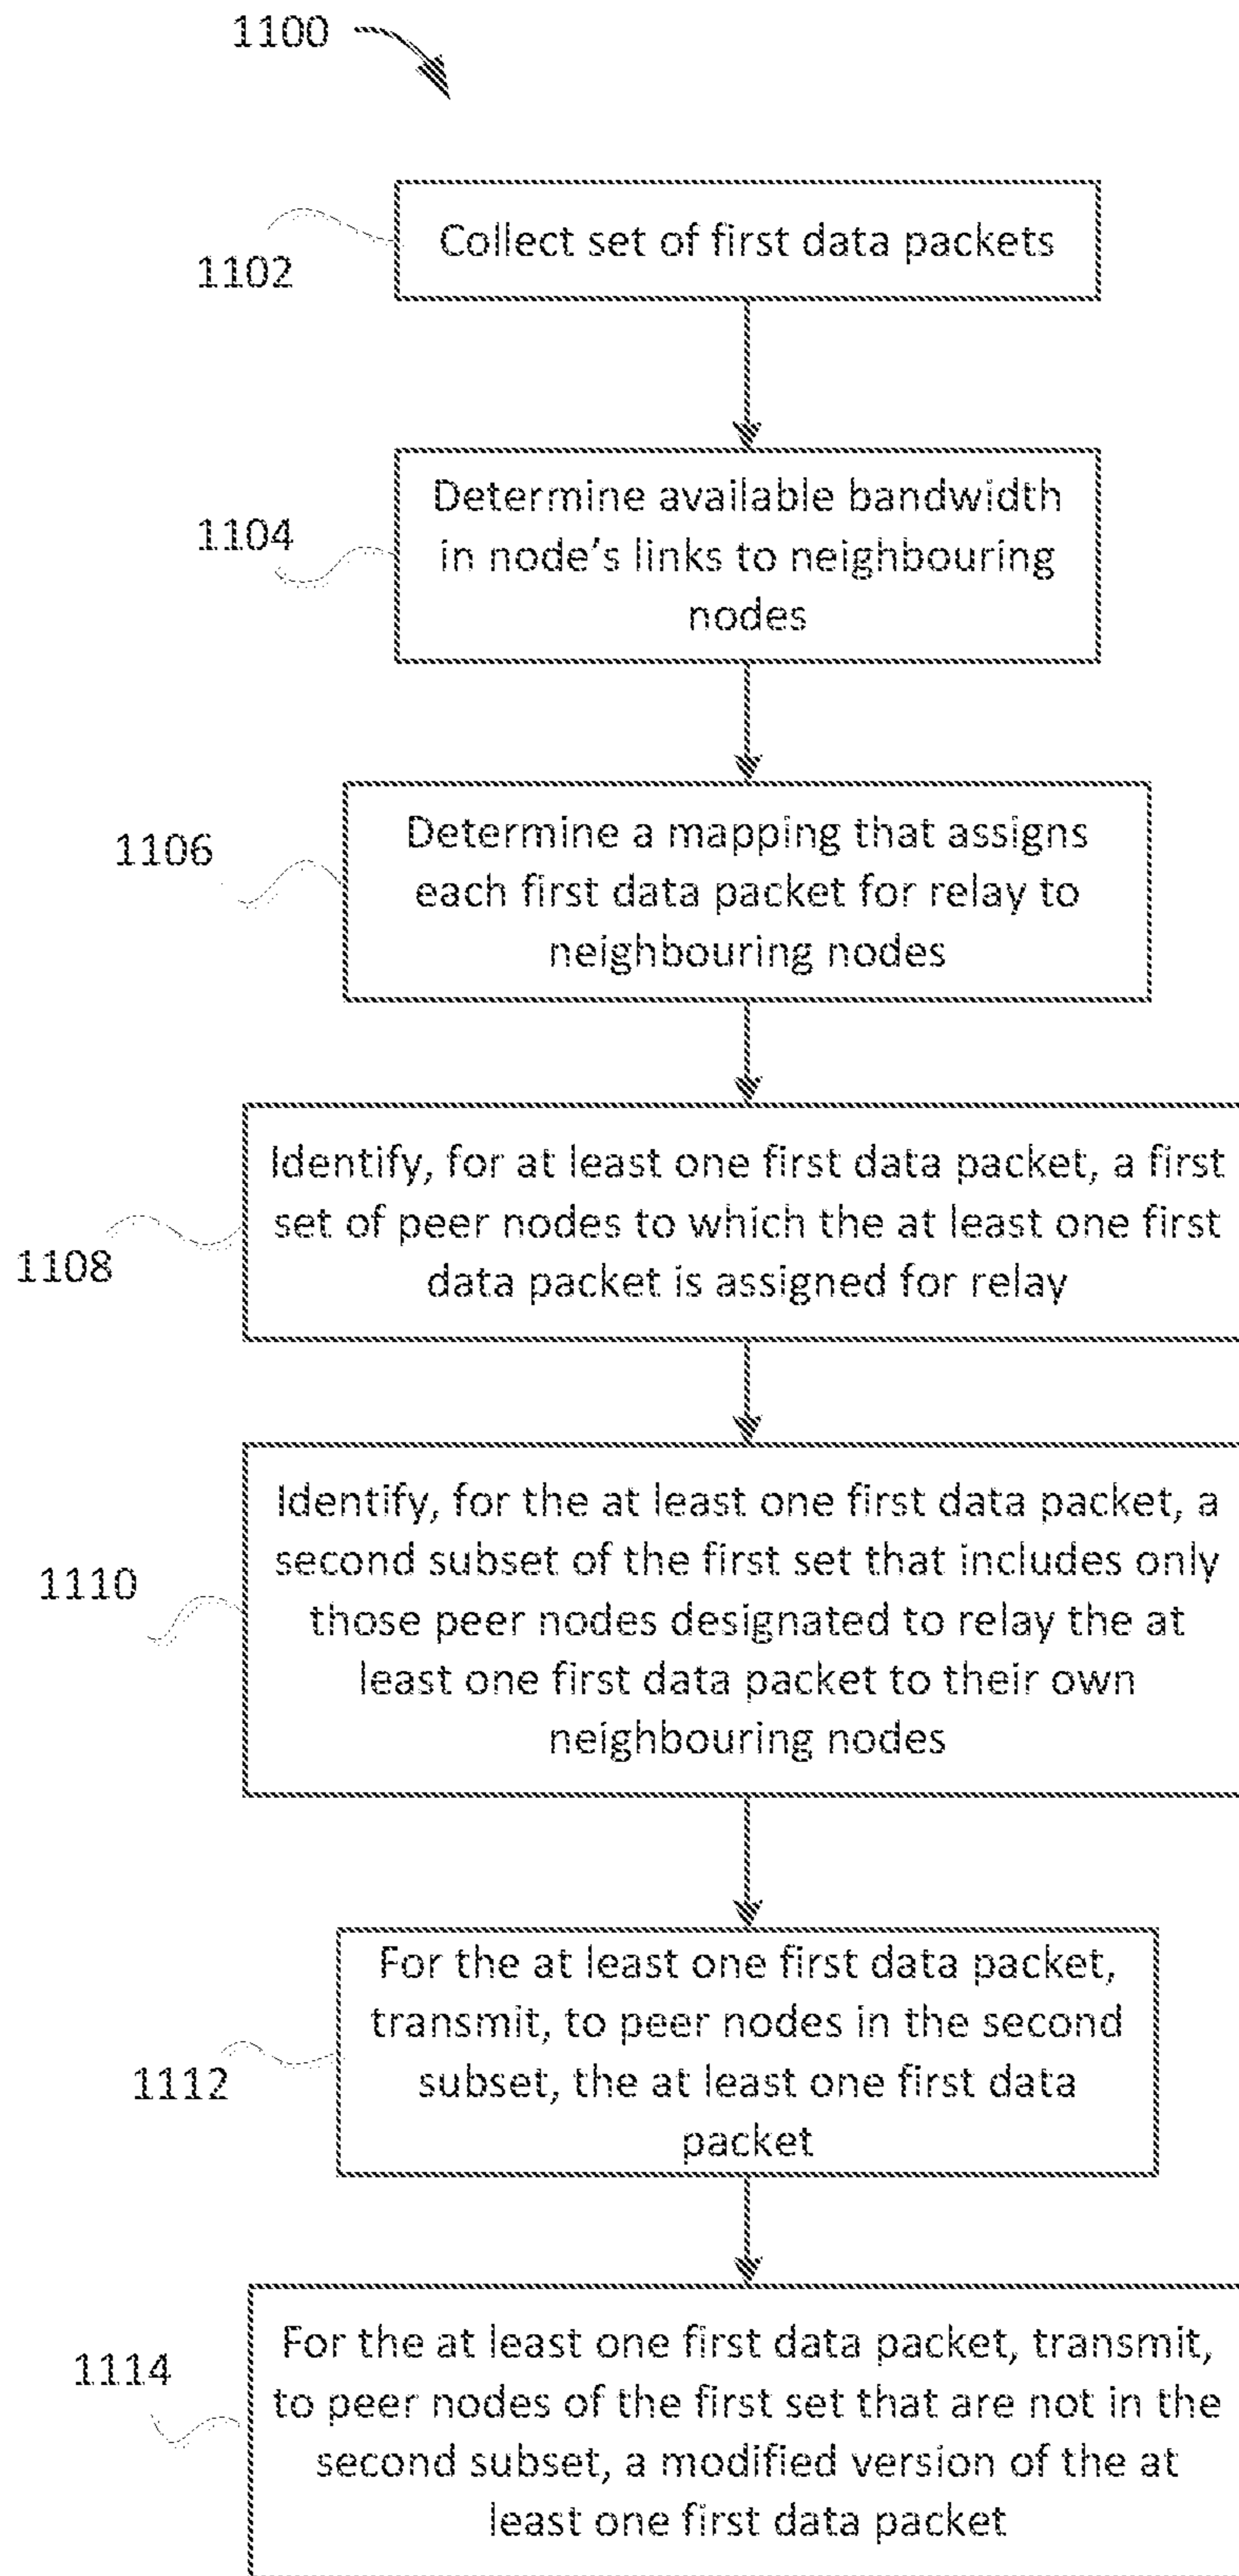 1100
Collect set of first data packets
1102
Determine available bandwidth
in node's links to neighbouring
nodes
1104
Determine a mapping that assigns
each first data packet for relay to
neighbouring nodes
1106
Identify, for at least one first data packet, a first
set of peer nodes to which the at least one first
data packet is assigned for relay
1108
Identify, for the at least one first data packet, a
second subset of the first set that includes only
those peer nodes designated to relay the at
least one first data packet to their own
neighbouring nodes
1110
For the at least one first data packet,
transmit, to peer nodes in the second
subset, the at least one first data
packet
1112
For the at least one first data packet, transmit,
to peer nodes of the first set that are not in the
second subset, a modified version of the at
least one first data packet
1114